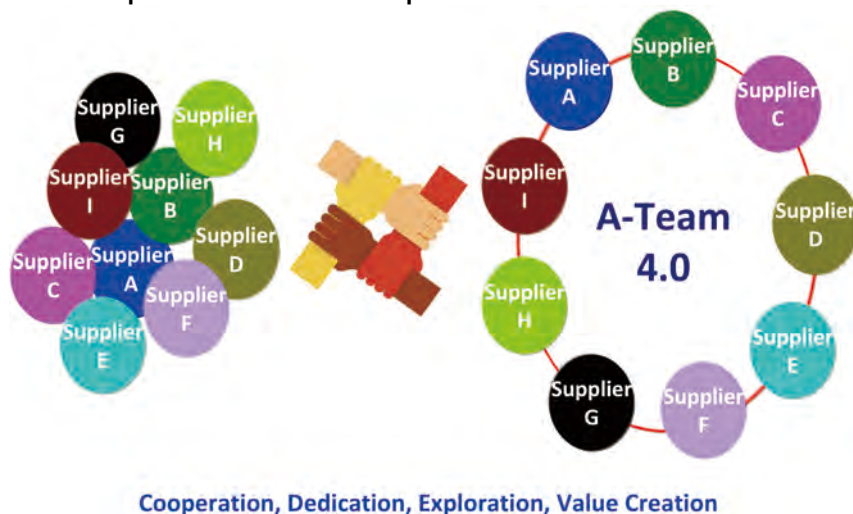 Supplier
G
Supplier
H
Supplier
I
Supplier
B
Supplier
D
Supplier
C
Supplier
A
Supplier
F
Supplier
E
Supplier
A
Supplier
B
Supplier
C
Supplier
I
A-Team
4.0
Supplier
D
Supplier
H
Supplier
E
Supplier
G
Supplier
F
Cooperation, Dedication, Exploration, Value Creation